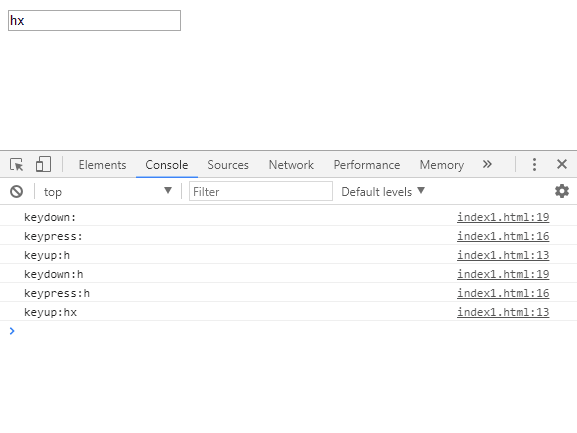 hx
Elements Console Sources Network Performance Memory »
top ▼ Filter Default levels ▼
keydown: index1.html:19
keypress: index1.html:16
keyup:h index1.html:13
keydown:h index1.html:19
keypress:h index1.html:16
keyup:hx index1.html:13
>